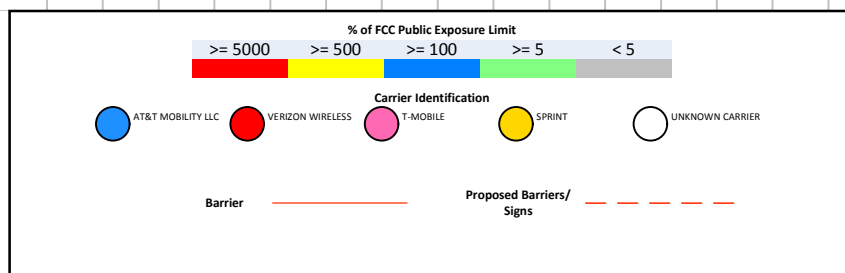 % of FCC Public Exposure Limit
>= 5000 >= 500 >= 100 >= 5 < 5
Carrier Identification
AT&T MOBILITY LLC VERIZON WIRELESS T-MOBILE SPRINT UNKNOWN CARRIER
Barrier Proposed Barriers/
Signs